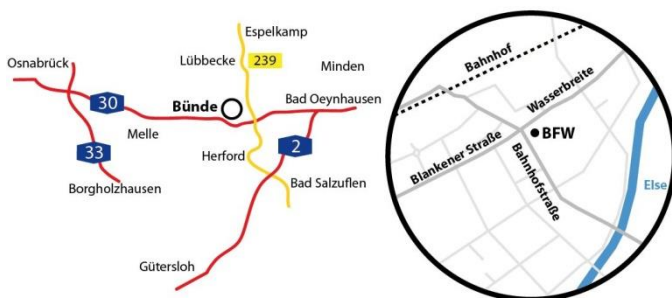 Espelkamp
Osnabrück
Lübbecke
239
Minden
30
Bünde
Bad Oeynhausen
Melle
2
33
Herford
Borgholzhausen
Bad Salzuflen
Gütersloh
Bahnhof
Wasserbreite
BFW
Blankener Straße
Bahnhofstraße
Else